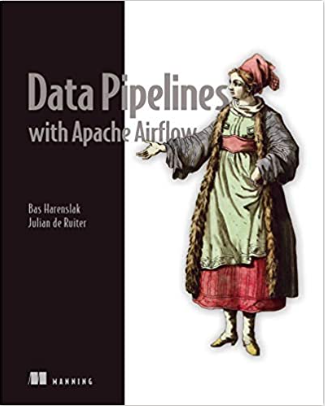 Data Pipelines
with Apache Airflow
Bas Harenslak
Julian de Ruiter
MANNING